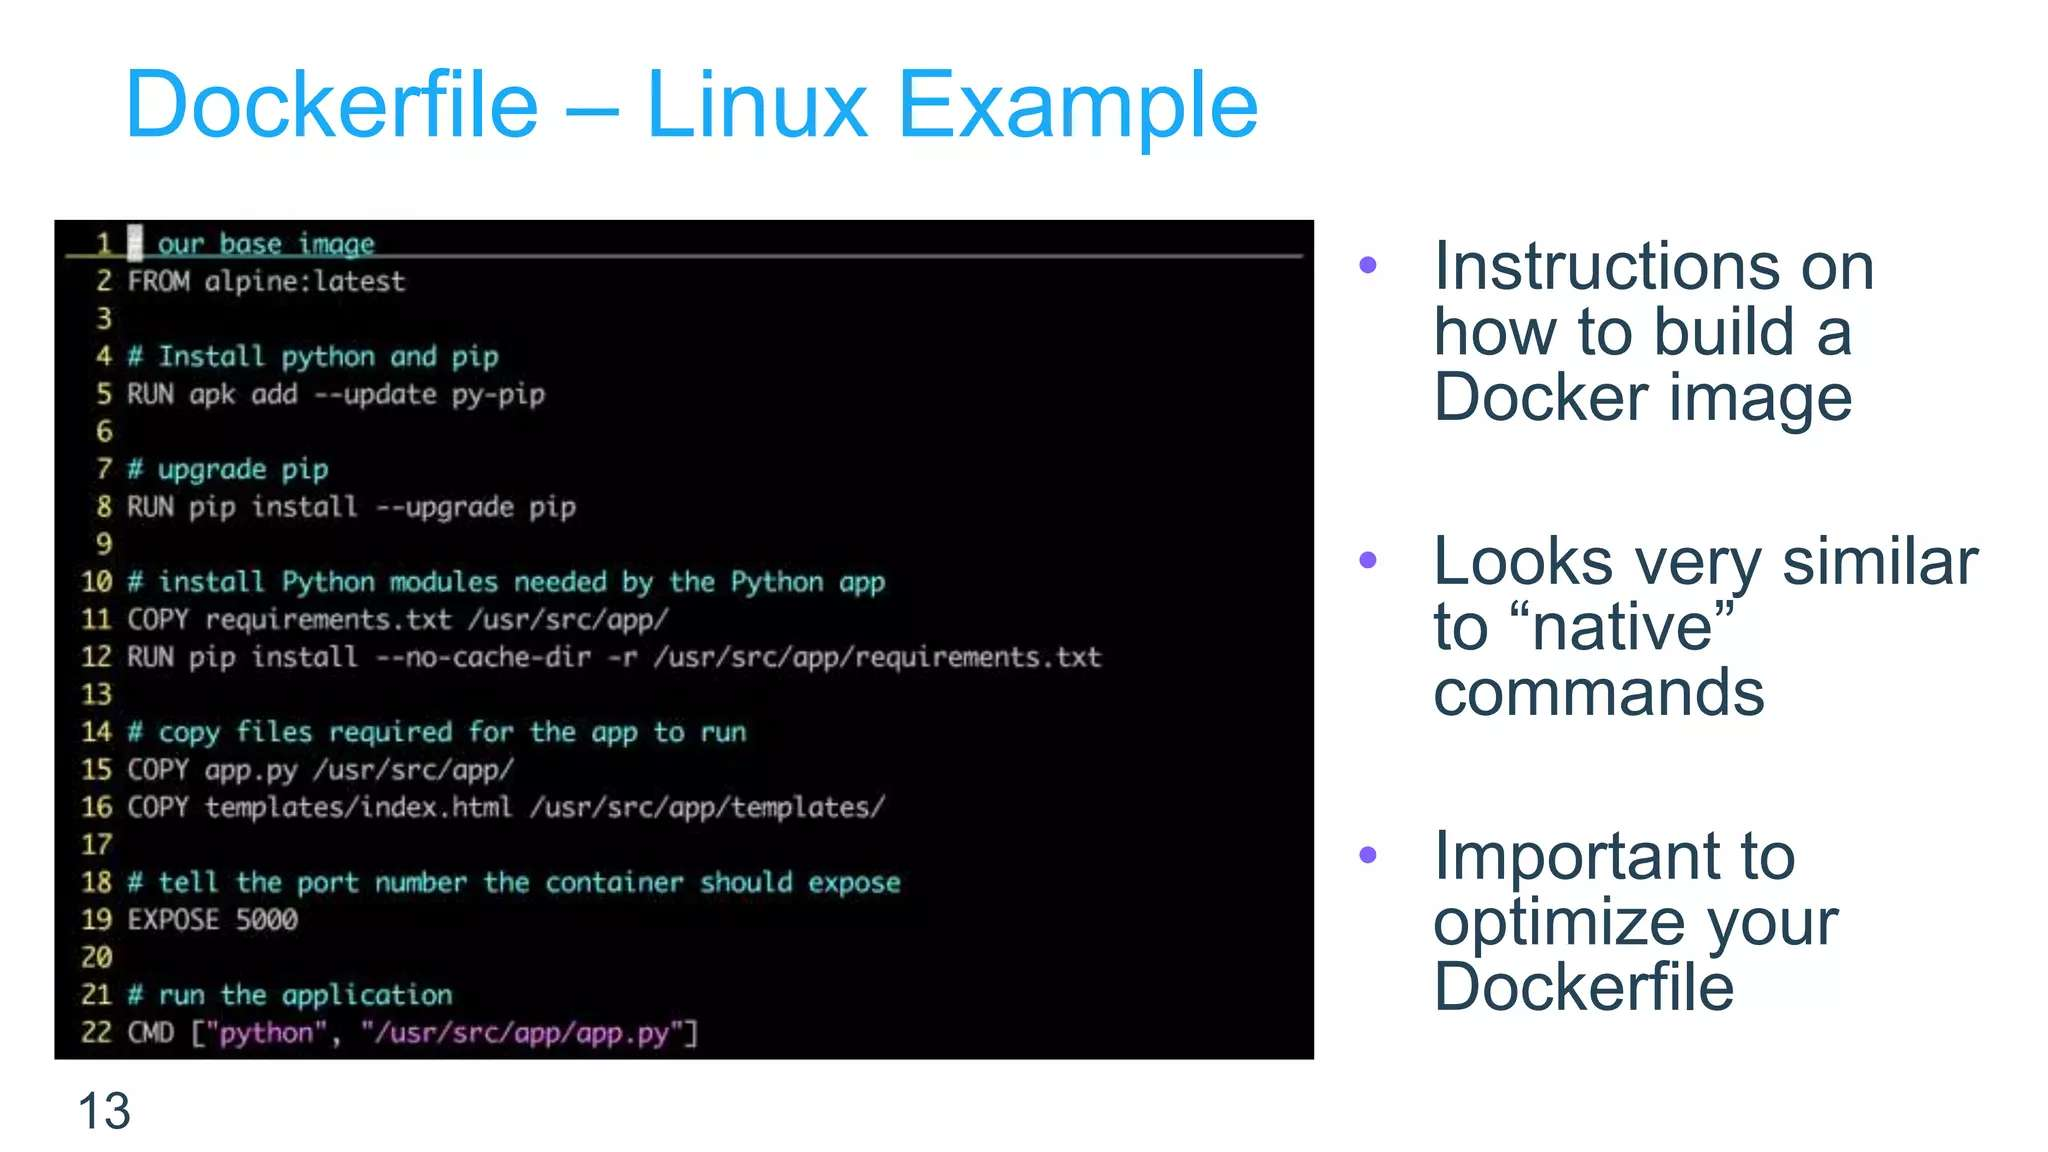 Dockerfile – Linux Example
1 # our base image
2 FROM alpine:latest
3
4 # Install python and pip
5 RUN apk add --update py-pip
6
7 # upgrade pip
8 RUN pip install --upgrade pip
9
10 # install Python modules needed by the Python app
11 COPY requirements.txt /usr/src/app/
12 RUN pip install --no-cache-dir -r /usr/src/app/requirements.txt
13
14 # copy files required for the app to run
15 COPY app.py /usr/src/app/
16 COPY templates/index.html /usr/src/app/templates/
17
18 # tell the port number the container should expose
19 EXPOSE 5000
20
21 # run the application
22 CMD ["python", "/usr/src/app/app.py"]
• Instructions on
how to build a
Docker image
• Looks very similar
to “native”
commands
• Important to
optimize your
Dockerfile
13